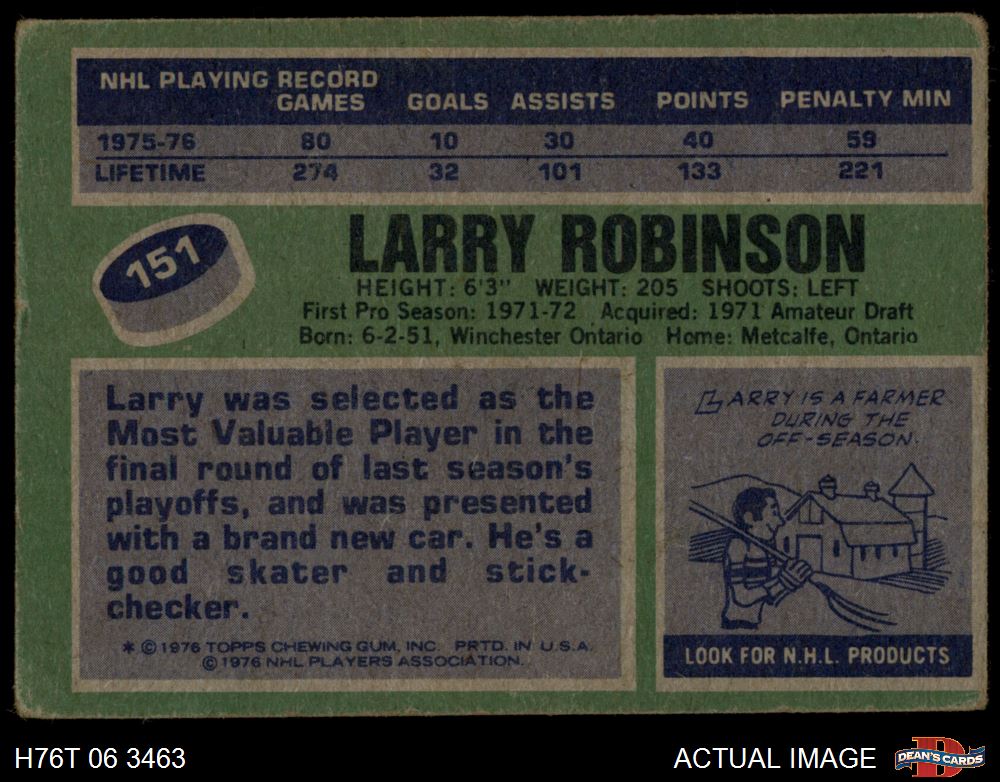 NHL PLAYING RECORD
GAMES GOALS ASSISTS POINTS PENALTY MIN
1975-76 80 10 30 40 59
LIFETIME 274 32 101 133 221
151
LARRY ROBINSON
HEIGHT: 6'3" WEIGHT: 205 SHOOTS: LEFT
First Pro Season: 1971-72 Acquired: 1971 Amateur Draft
Born: 6-2-51, Winchester Ontario Home: Metcalfe, Ontario
Larry was selected as the
Most Valuable Player in the
final round of last season's
playoffs, and was presented
with a brand new car. He's a
good skater and stick-
checker.
* © 1976 TOPPS CHEWING GUM, INC. PRTD. IN U.S.A.
© 1976 NHL PLAYERS ASSOCIATION.
LARRY IS A FARMER
DURING THE
OFF-SEASON.
LOOK FOR N.H.L. PRODUCTS
H76T 06 3463
ACTUAL IMAGE
D
DEAN'S CARDS